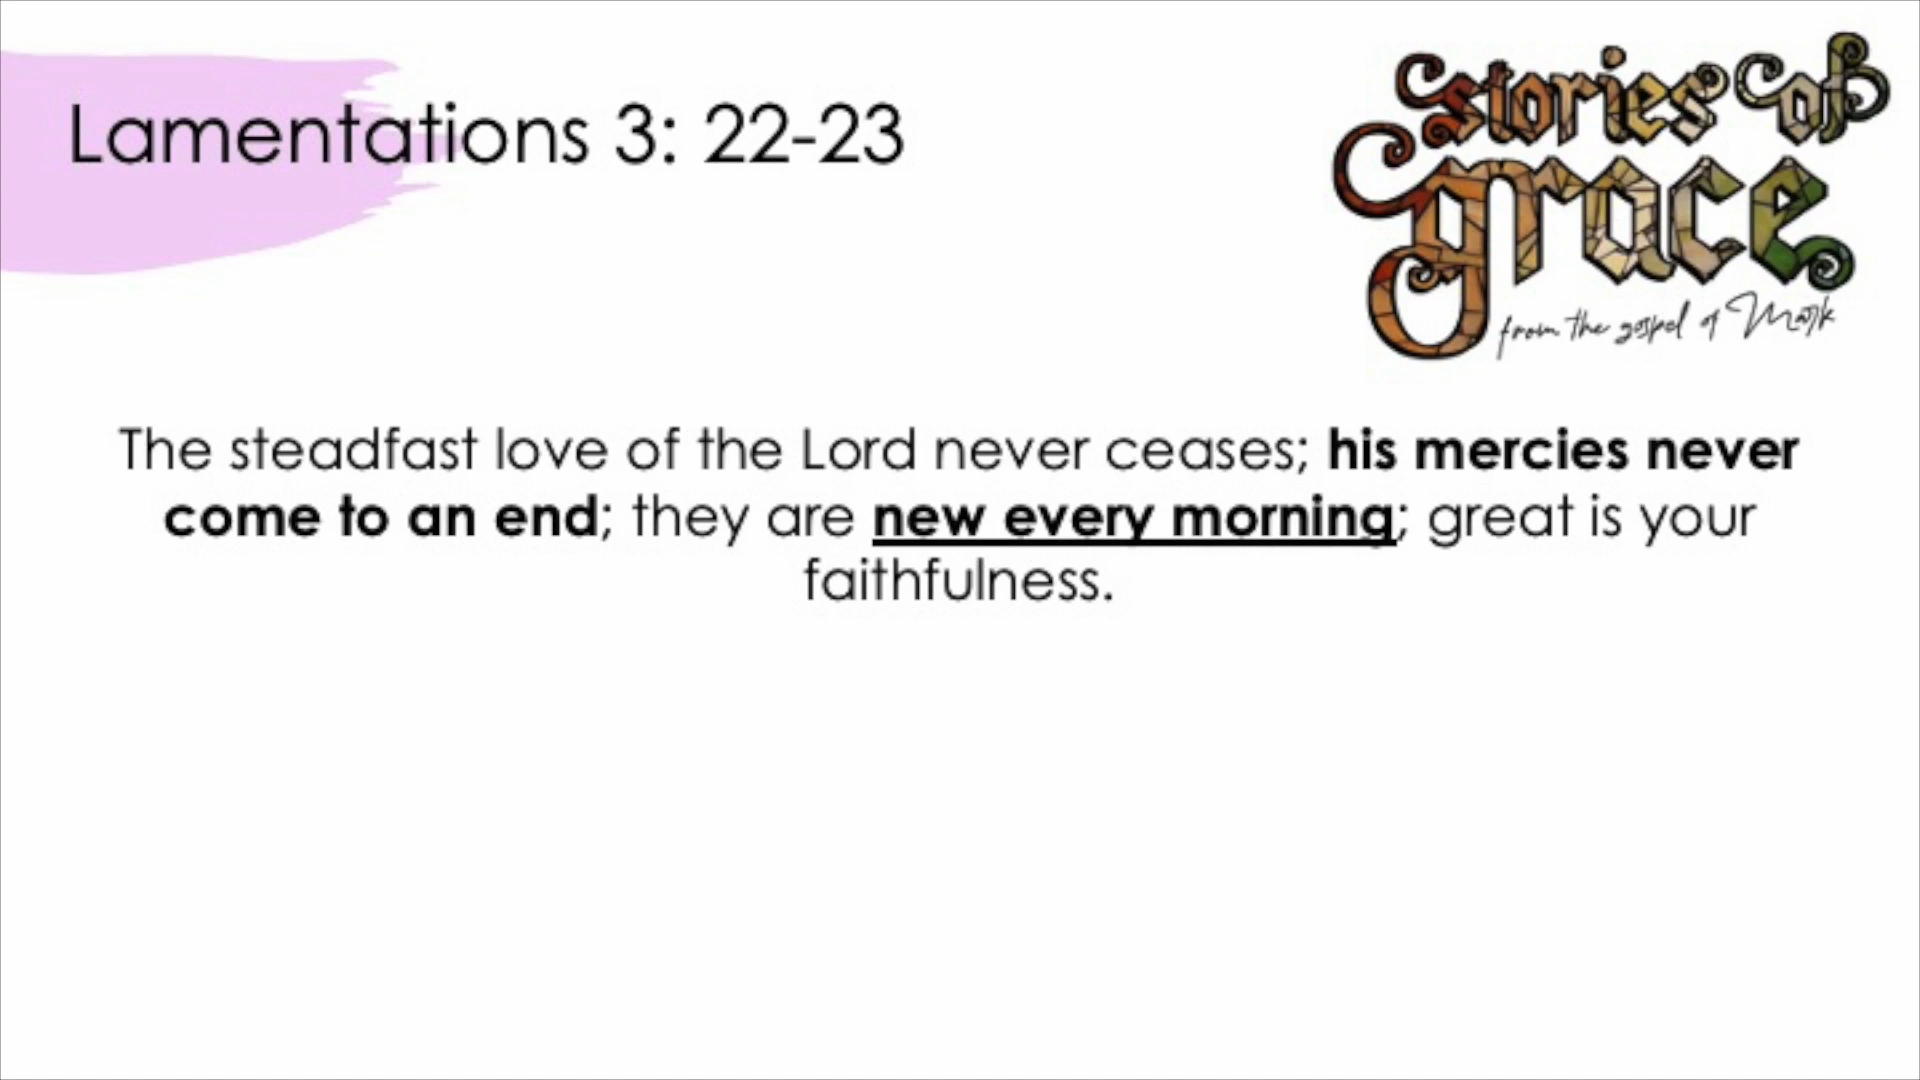 Lamentations 3: 22-23
stories of
grace
from the gospel of Mark
The steadfast love of the Lord never ceases; his mercies never
come to an end; they are new every morning; great is your
faithfulness.